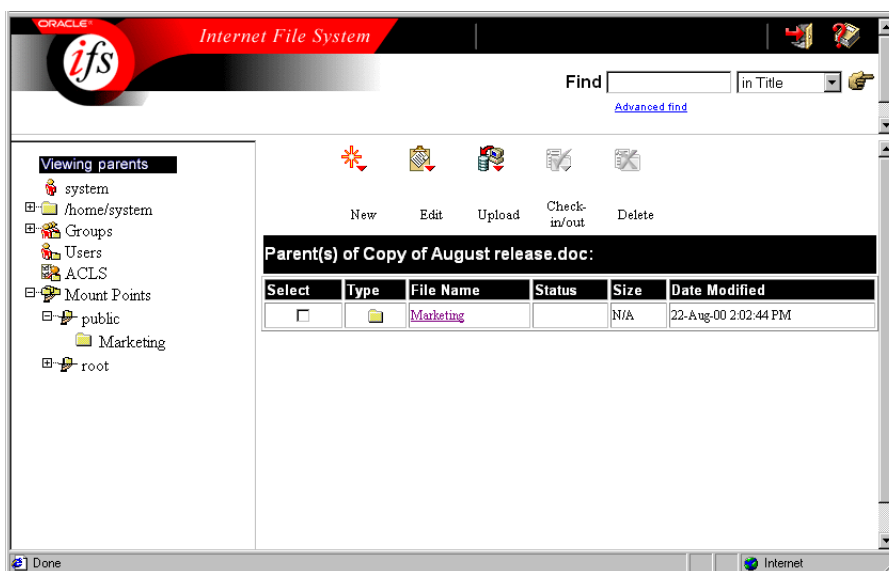 ORACLE®
ifs
Internet File System
Find
in Title
Advanced find
Viewing parents
system
/home/system
Groups
Users
ACLS
Mount Points
public
Marketing
root
New
Edit
Upload
Check-
in/out
Delete
Parent(s) of Copy of August release.doc:
Select Type File Name Status Size Date Modified
Marketing N/A 22-Aug-00 2:02:44 PM
Done
Internet